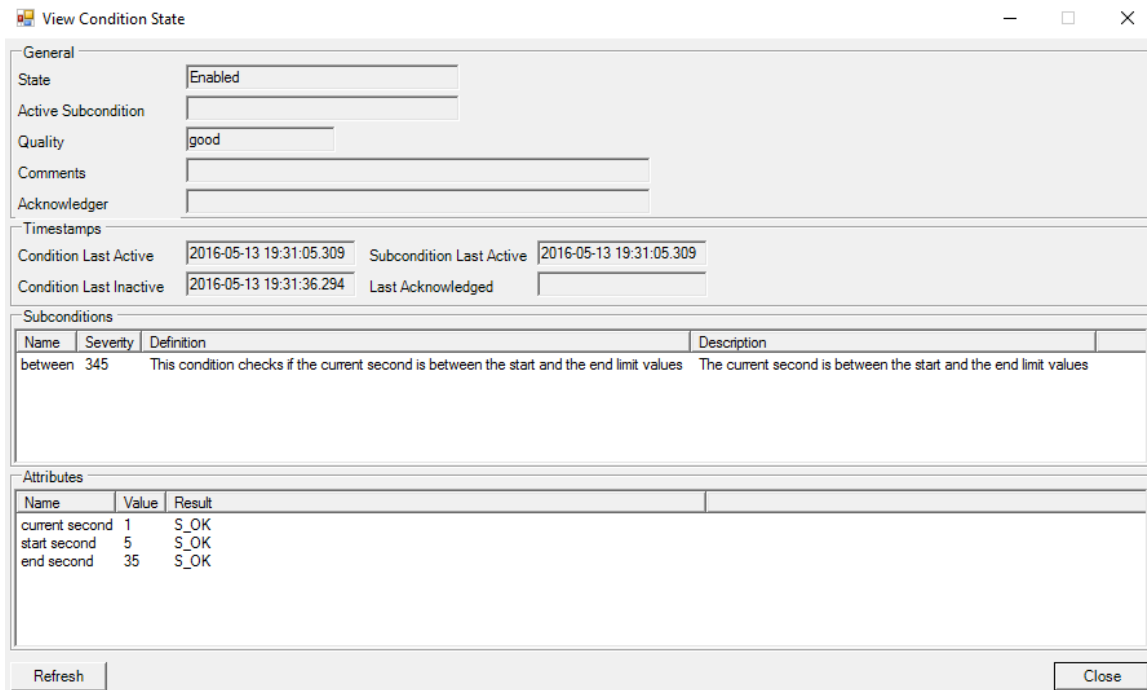 View Condition State
General
State Enabled
Active Subcondition
Quality good
Comments
Acknowledger
Timestamps
Condition Last Active 2016-05-13 19:31:05.309 Subcondition Last Active 2016-05-13 19:31:05.309
Condition Last Inactive 2016-05-13 19:31:36.294 Last Acknowledged
Subconditions
Name Severity Definition Description
between 345 This condition checks if the current second is between the start and the end limit values The current second is between the start and the end limit values
Attributes
Name Value Result
current second 1 S_OK
start second 5 S_OK
end second 35 S_OK
Refresh Close